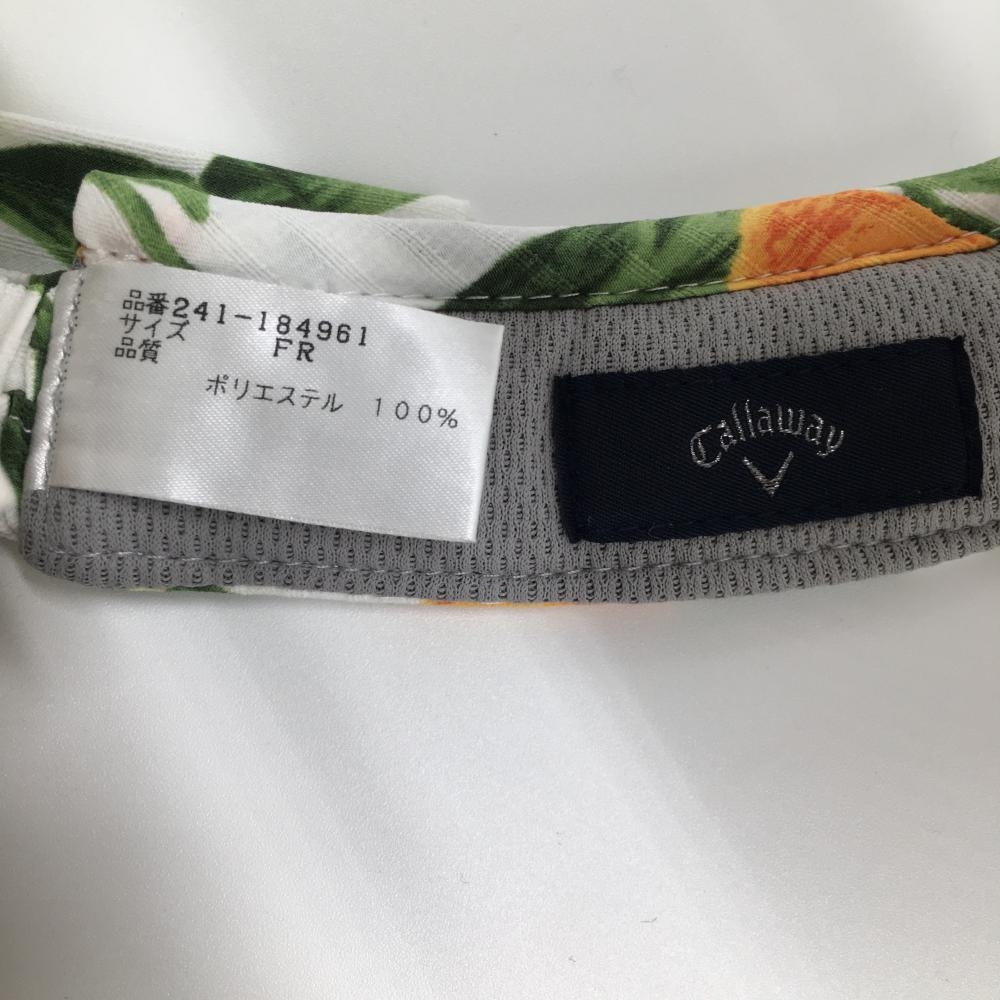 品番241-184961
サイズ FR
品質
ポリエステル 100%
Callaway